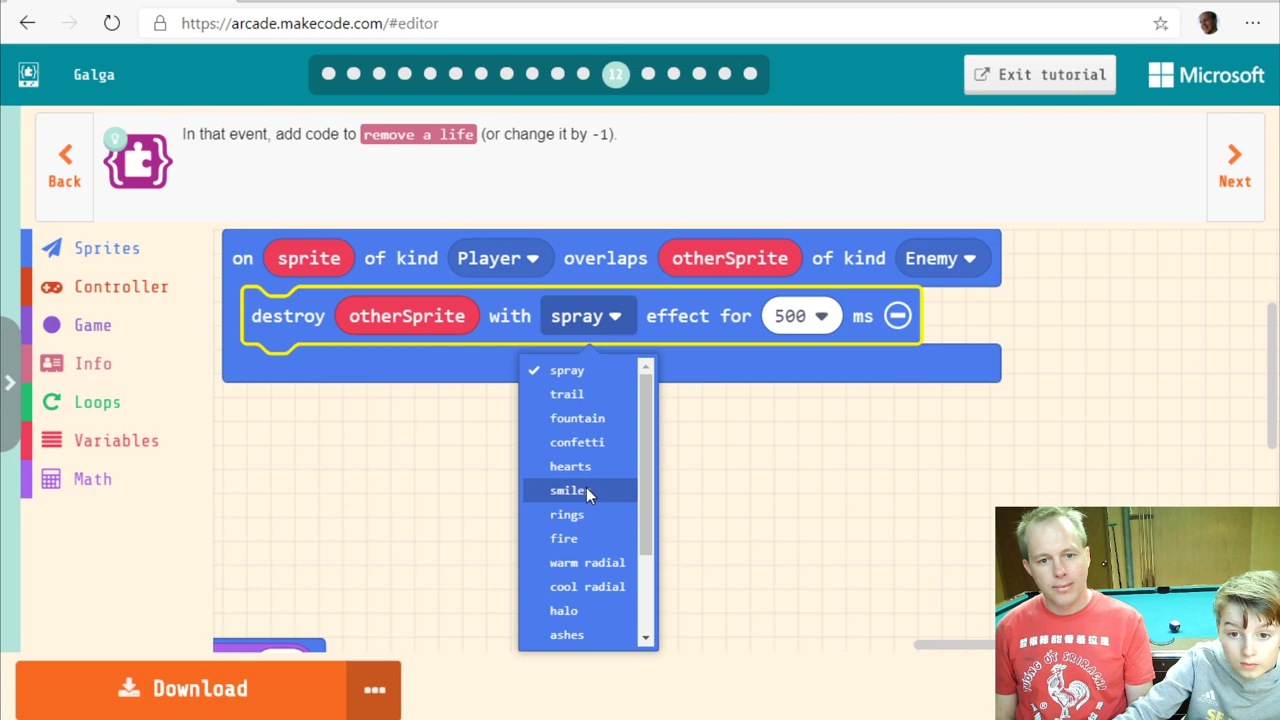 https://arcade.makecode.com/#editor
Galga
12
Exit tutorial
Microsoft
In that event, add code to remove a life (or change it by -1).
Back
Next
Sprites
Controller
Game
Info
Loops
Variables
Math
on sprite of kind Player overlaps otherSprite of kind Enemy
destroy otherSprite with spray effect for 500 ms
spray
trail
fountain
confetti
hearts
smiles
rings
fire
warm radial
cool radial
halo
ashes
Download